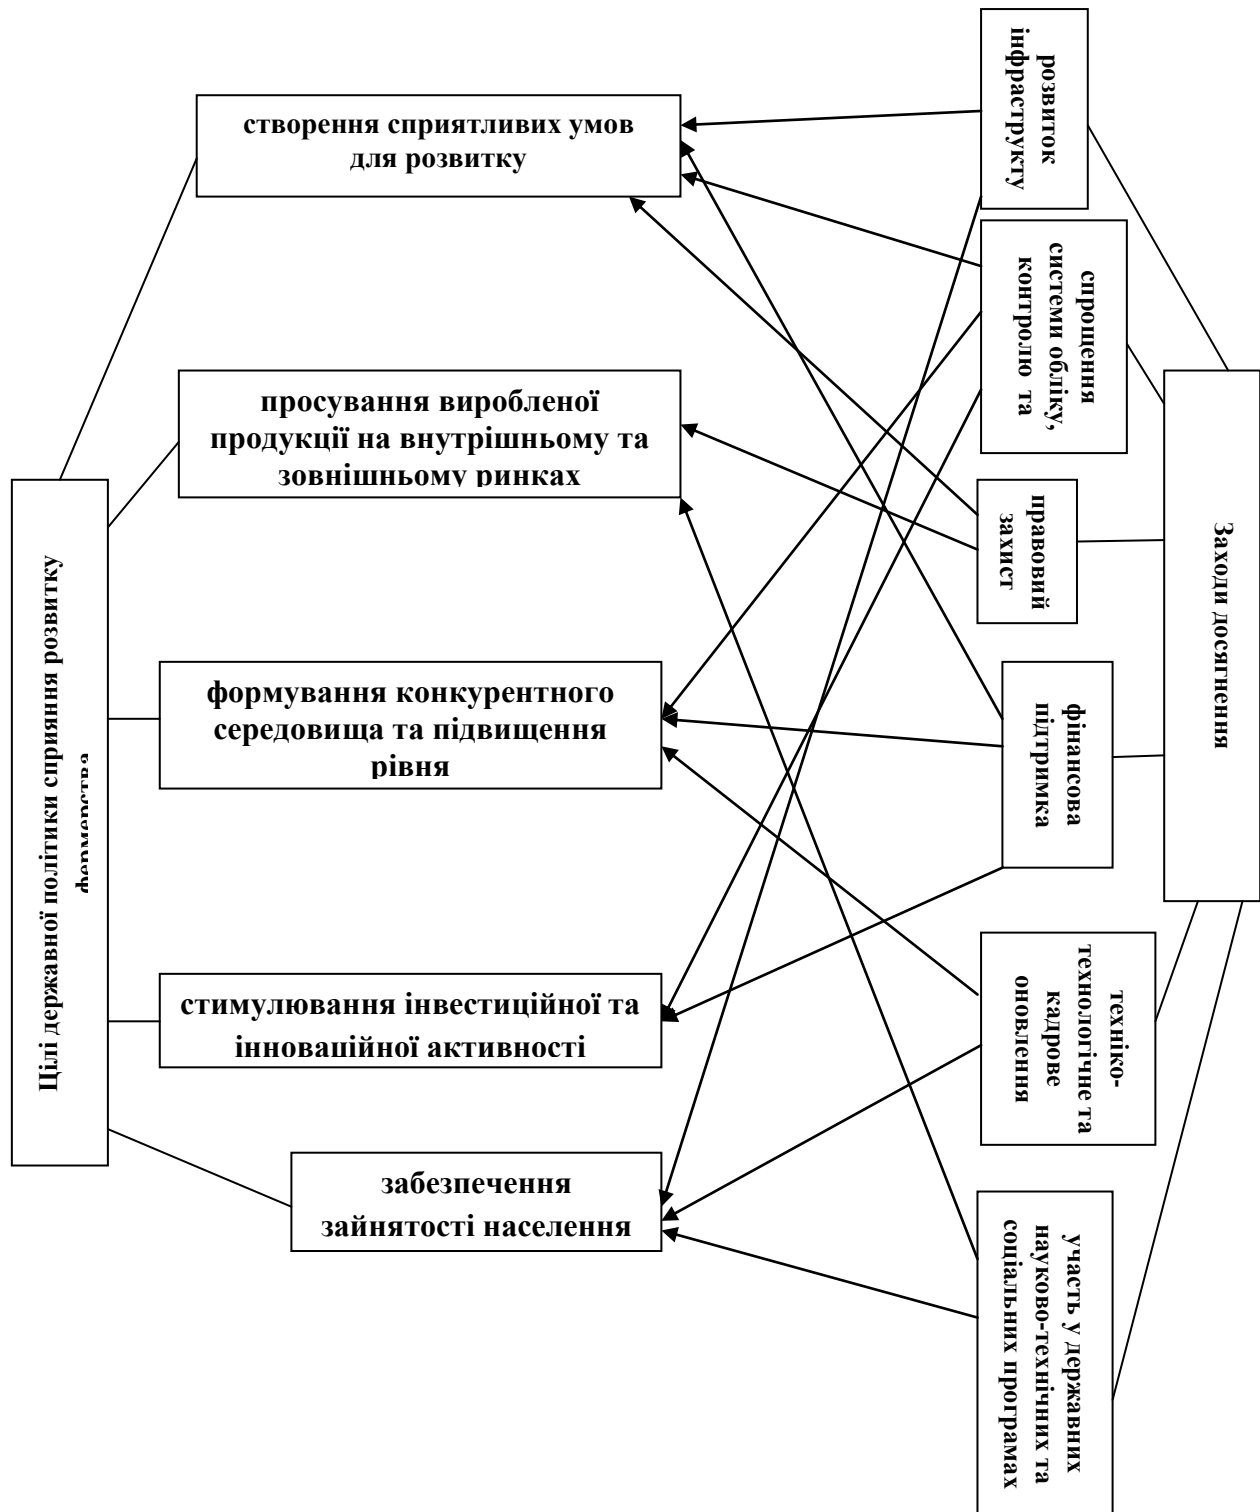 Цілі державної політики сприяння розвитку
фермерства
створення сприятливих умов
для розвитку
просування виробленої
продукції на внутрішньому та
зовнішньому ринках
формування конкурентного
середовища та підвищення
рівня
стимулювання інвестиційної та
інноваційної активності
забезпечення
зайнятості населення
розвиток
інфраструкту
спрощення
системи обліку,
контролю та
правовий
захист
фінансова
підтримка
техніко-
технологічне та
кадрове
оновлення
участь у державних
науково-технічних та
соціальних програмах
Заходи досягнення